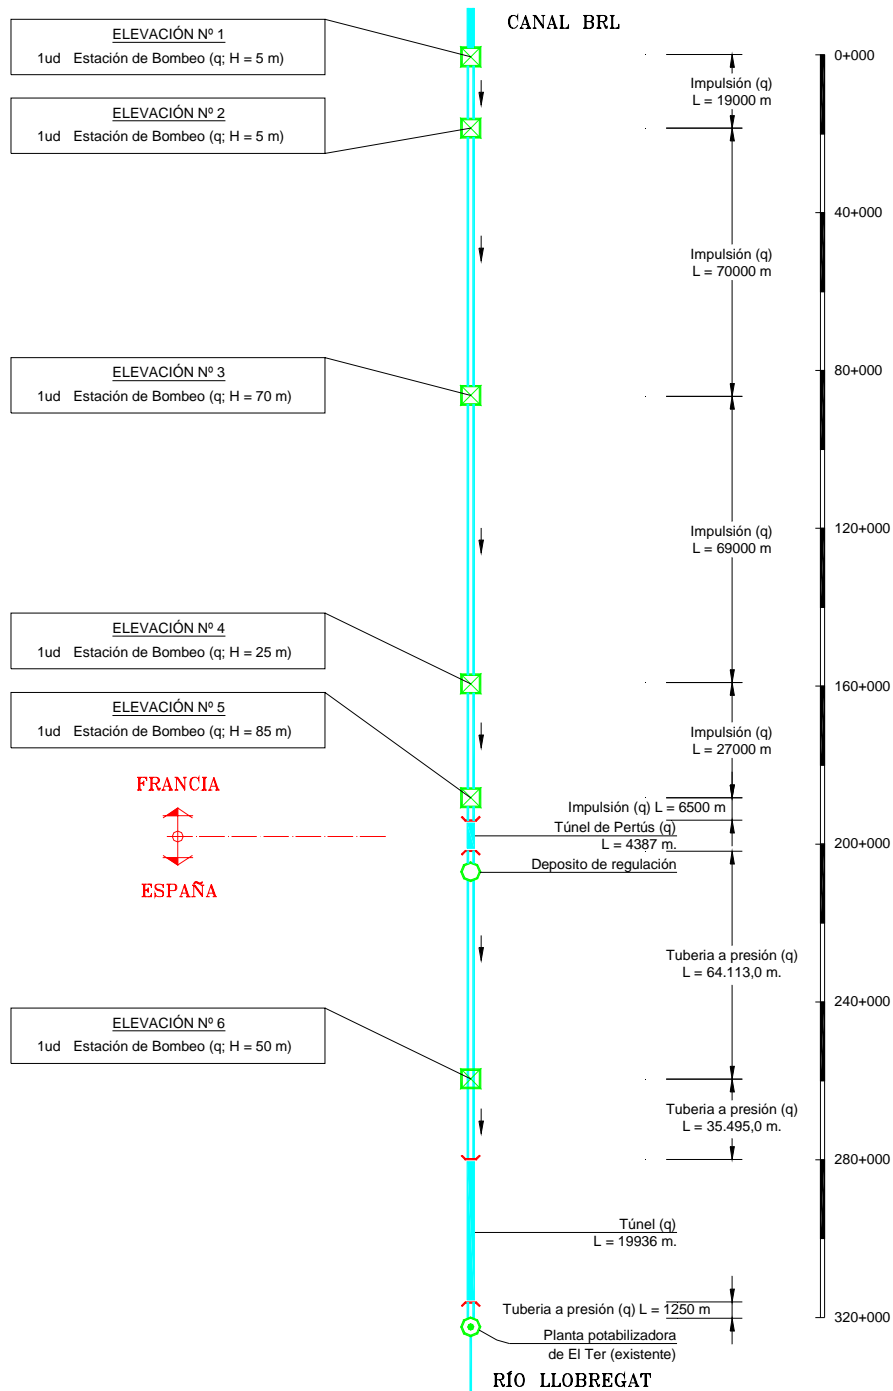 CANAL BRL
ELEVACIÓN Nº 1
1ud Estación de Bombeo (q; H = 5 m)
0+000
Impulsión (q)
L = 19000 m
ELEVACIÓN Nº 2
1ud Estación de Bombeo (q; H = 5 m)
40+000
Impulsión (q)
L = 70000 m
ELEVACIÓN Nº 3
1ud Estación de Bombeo (q; H = 70 m)
80+000
Impulsión (q)
L = 69000 m
120+000
ELEVACIÓN Nº 4
1ud Estación de Bombeo (q; H = 25 m)
160+000
ELEVACIÓN Nº 5
1ud Estación de Bombeo (q; H = 85 m)
Impulsión (q)
L = 27000 m
FRANCIA
ESPAÑA
Impulsión (q) L = 6500 m
Túnel de Pertús (q)
L = 4387 m.
200+000
Deposito de regulación
Tuberia a presión (q)
L = 64.113,0 m.
240+000
ELEVACIÓN Nº 6
1ud Estación de Bombeo (q; H = 50 m)
Tuberia a presión (q)
L = 35.495,0 m.
280+000
Túnel (q)
L = 19936 m.
Tuberia a presión (q) L = 1250 m
320+000
Planta potabilizadora
de El Ter (existente)
RÍO LLOBREGAT